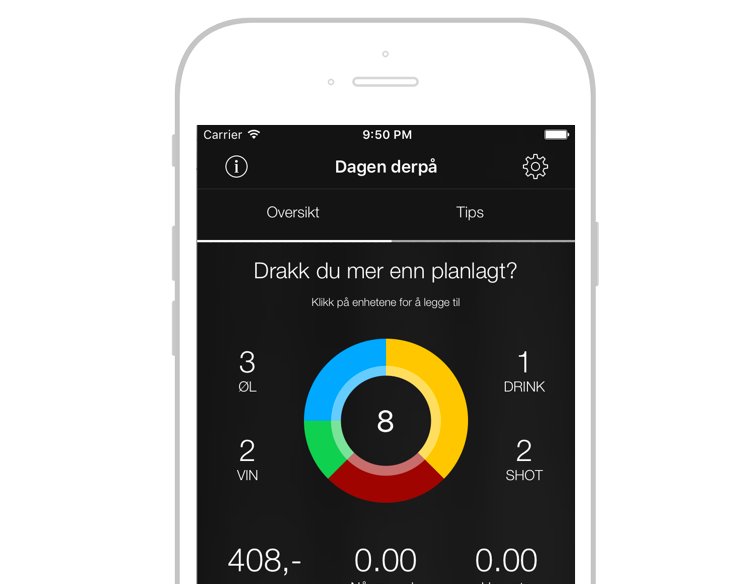 Carrier 9:50 PM
Dagen derpå
Oversikt Tips
Drakk du mer enn planlagt?
Klikk på enhetene for å legge til
3 1
ØL DRINK
8
2 2
VIN SHOT
408,- 0.00 0.00